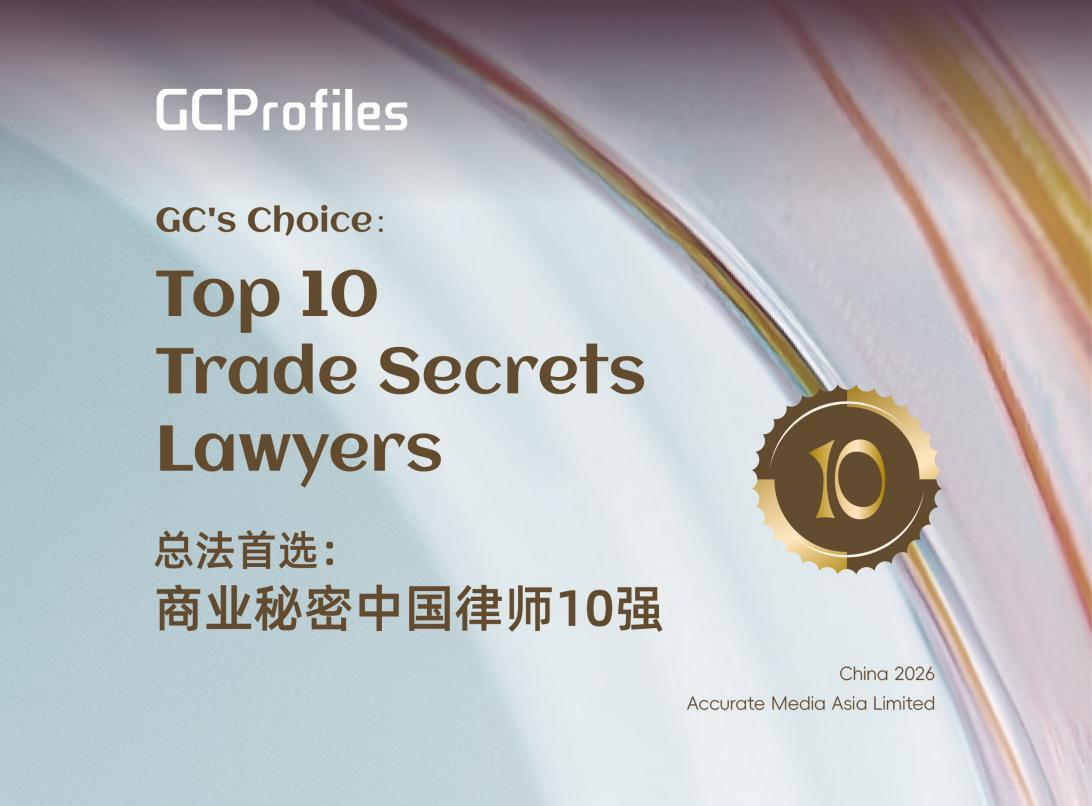 GCProfiles
GC's Choice:
Top 10
Trade Secrets
Lawyers
总法首选：
商业秘密中国律师10强
10
China 2026
Accurate Media Asia Limited